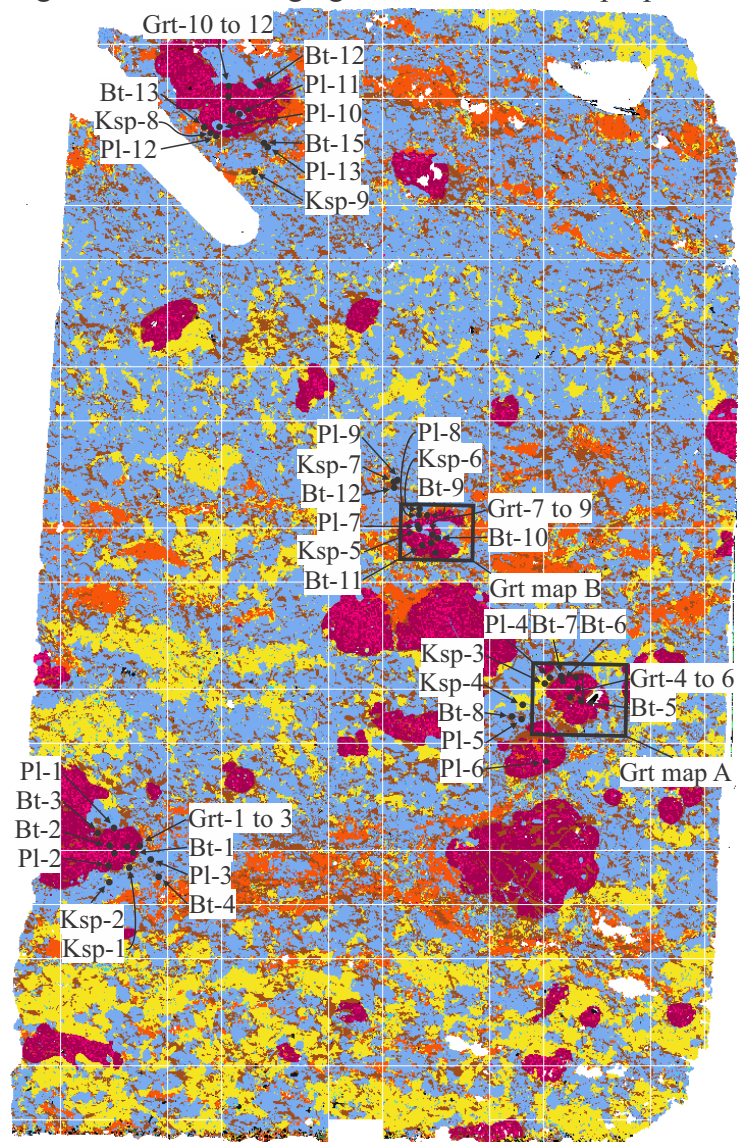 Grt-10 to 12
Bt-12
Pl-11
Bt-13
Ksp-8
Pl-10
Pl-12
Bt-15
Pl-13
Ksp-9
Pl-9
Pl-8
Ksp-7
Ksp-6
Bt-12
Bt-9
Pl-7
Grt-7 to 9
Ksp-5
Bt-10
Bt-11
Grt map B
Pl-4
Bt-7
Bt-6
Ksp-3
Ksp-4
Grt-4 to 6
Bt-8
Bt-5
Pl-5
Pl-6
Grt map A
Pl-1
Bt-3
Grt-1 to 3
Bt-2
Bt-1
Pl-2
Pl-3
Bt-4
Ksp-2
Ksp-1